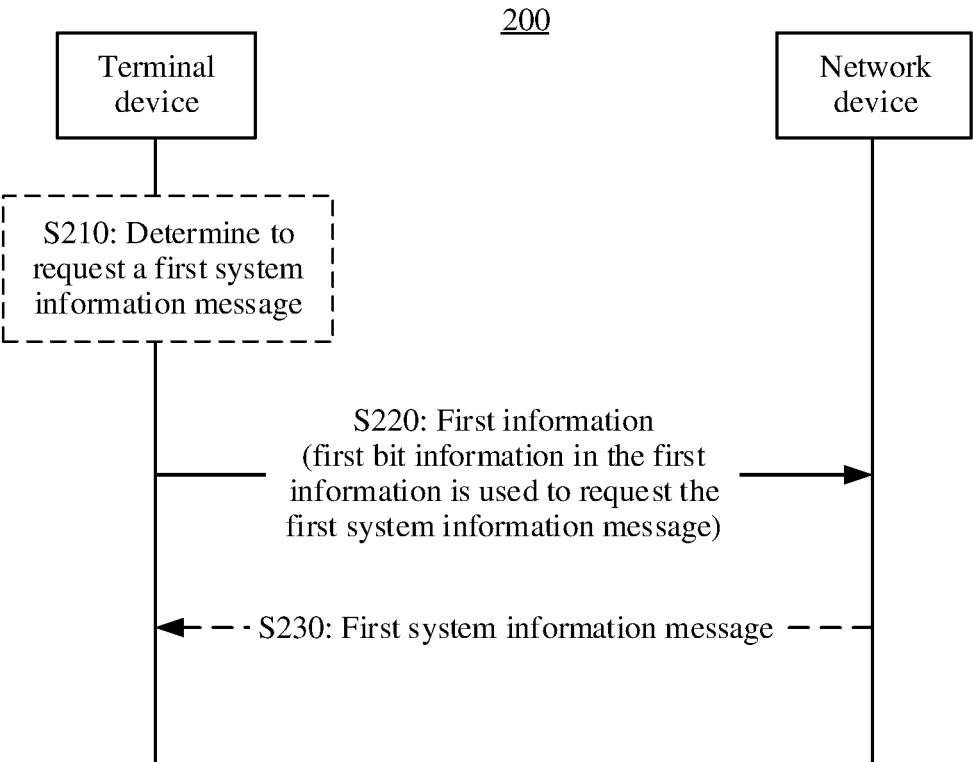 200
Terminal
device
Network
device
S210: Determine to
request a first system
information message
S220: First information
(first bit information in the first
information is used to request the
first system information message)
S230: First system information message